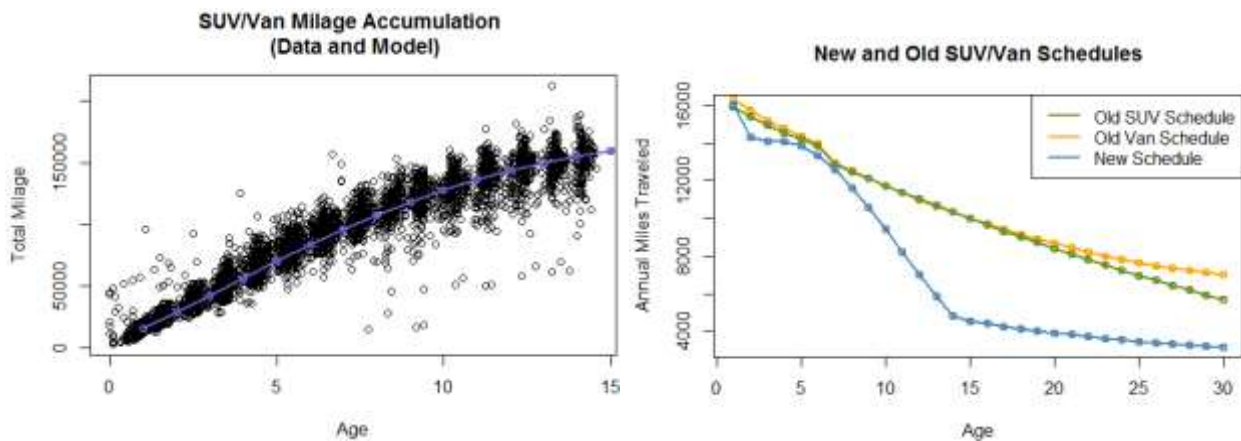 SUV/Van Milage Accumulation
(Data and Model)
Total Milage
0
50000
150000
0
5
10
15
Age
New and Old SUV/Van Schedules
Annual Miles Traveled
4000
8000
12000
16000
Old SUV Schedule
Old Van Schedule
New Schedule
0
5
10
15
20
25
30
Age